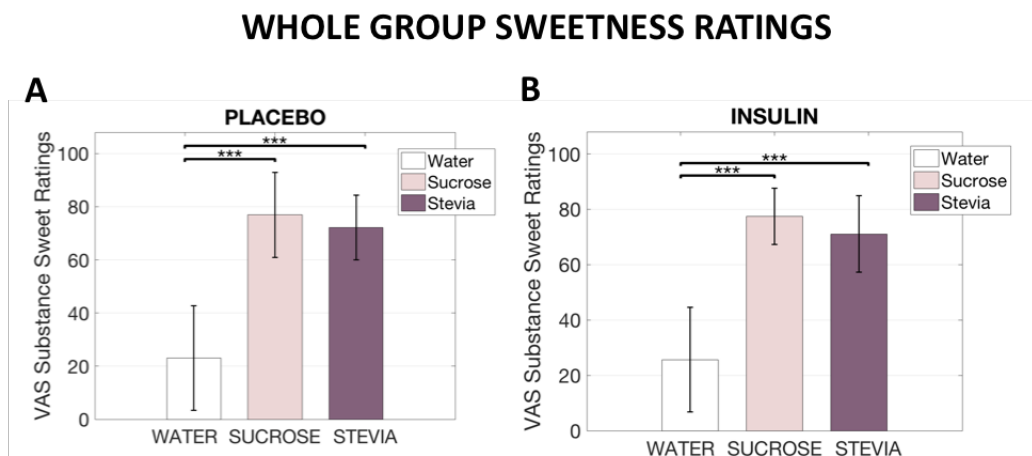 WHOLE GROUP SWEETNESS RATINGS
A
PLACEBO
VAS Substance Sweet Ratings
100
80
60
40
20
0
***
***
Water
Sucrose
Stevia
WATER SUCROSE STEVIA
B
INSULIN
VAS Substance Sweet Ratings
100
80
60
40
20
0
***
***
Water
Sucrose
Stevia
WATER SUCROSE STEVIA